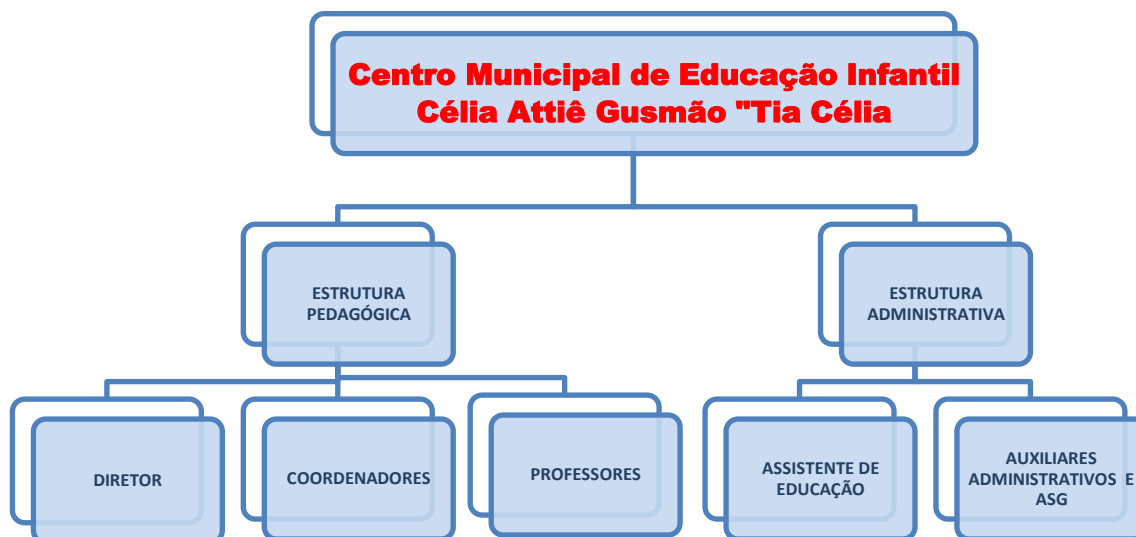 Centro Municipal de Educação Infantil
Célia Attiê Gusmão "Tia Célia
ESTRUTURA
PEDAGÓGICA
ESTRUTURA
ADMINISTRATIVA
DIRETOR
COORDENADORES
PROFESSORES
ASSISTENTE DE
EDUCAÇÃO
AUXILIARES
ADMINISTRATIVOS E
ASG